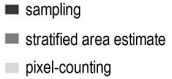 sampling
stratified area estimate
pixel-counting